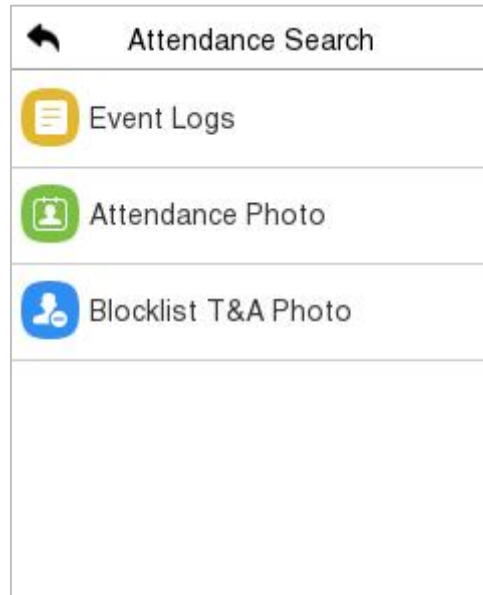 Attendance Search
Event Logs
Attendance Photo
Blocklist T&A Photo